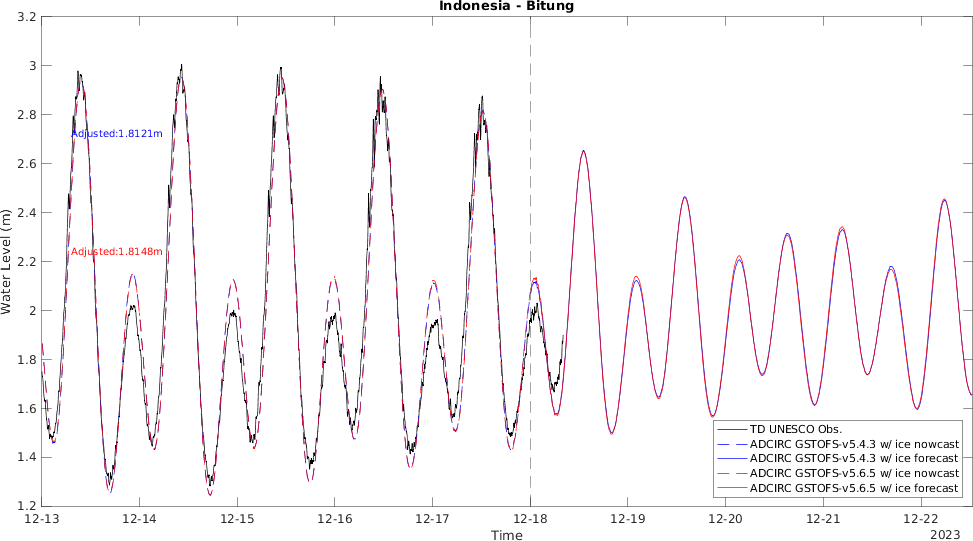 Indonesia - Bitung
3.2
3
2.8
2.6
2.4
2.2
2
1.8
1.6
1.4
1.2
Water Level (m)
Adjusted:1.8121m
Adjusted:1.8148m
TD UNESCO Obs.
ADCIRC GSTOFS-v5.4.3 w/ ice nowcast
ADCIRC GSTOFS-v5.4.3 w/ ice forecast
ADCIRC GSTOFS-v5.6.5 w/ ice nowcast
ADCIRC GSTOFS-v5.6.5 w/ ice forecast
12-13 12-14 12-15 12-16 12-17 12-18 12-19 12-20 12-21 12-22
Time
2023